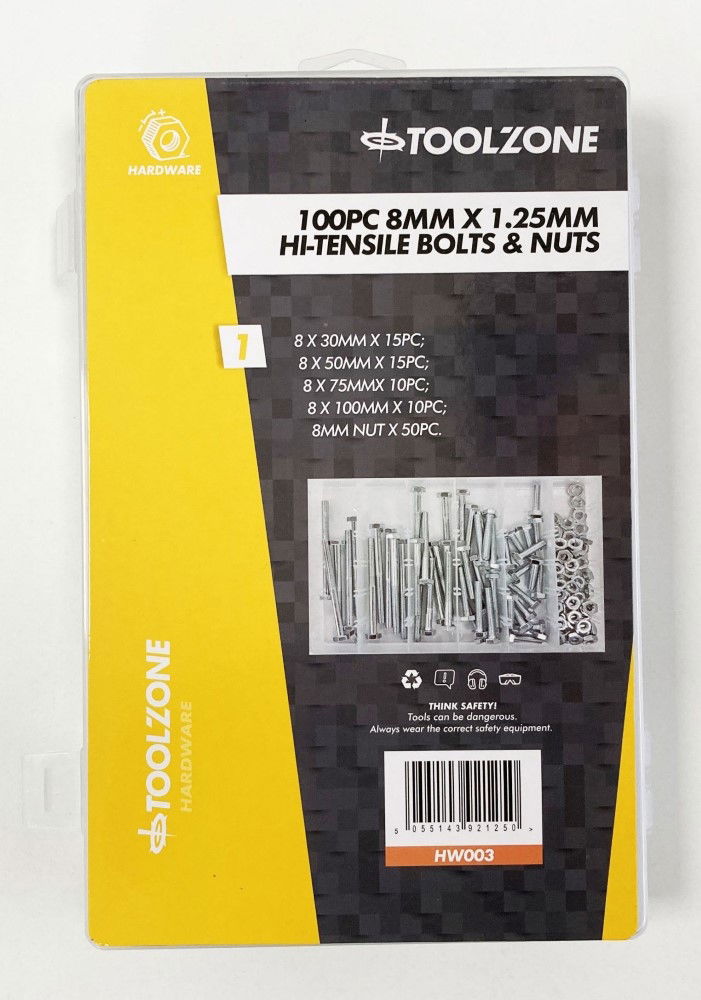 HARDWARE
TOOLZONE
100PC 8MM X 1.25MM
HI-TENSILE BOLTS & NUTS
1
8 X 30MM X 15PC;
8 X 50MM X 15PC;
8 X 75MMX 10PC;
8 X 100MM X 10PC;
8MM NUT X 50PC.
THINK SAFETY!
Tools can be dangerous.
Always wear the correct safety equipment.
5 055143 921250 >
HW003
TOOLZONE
HARDWARE